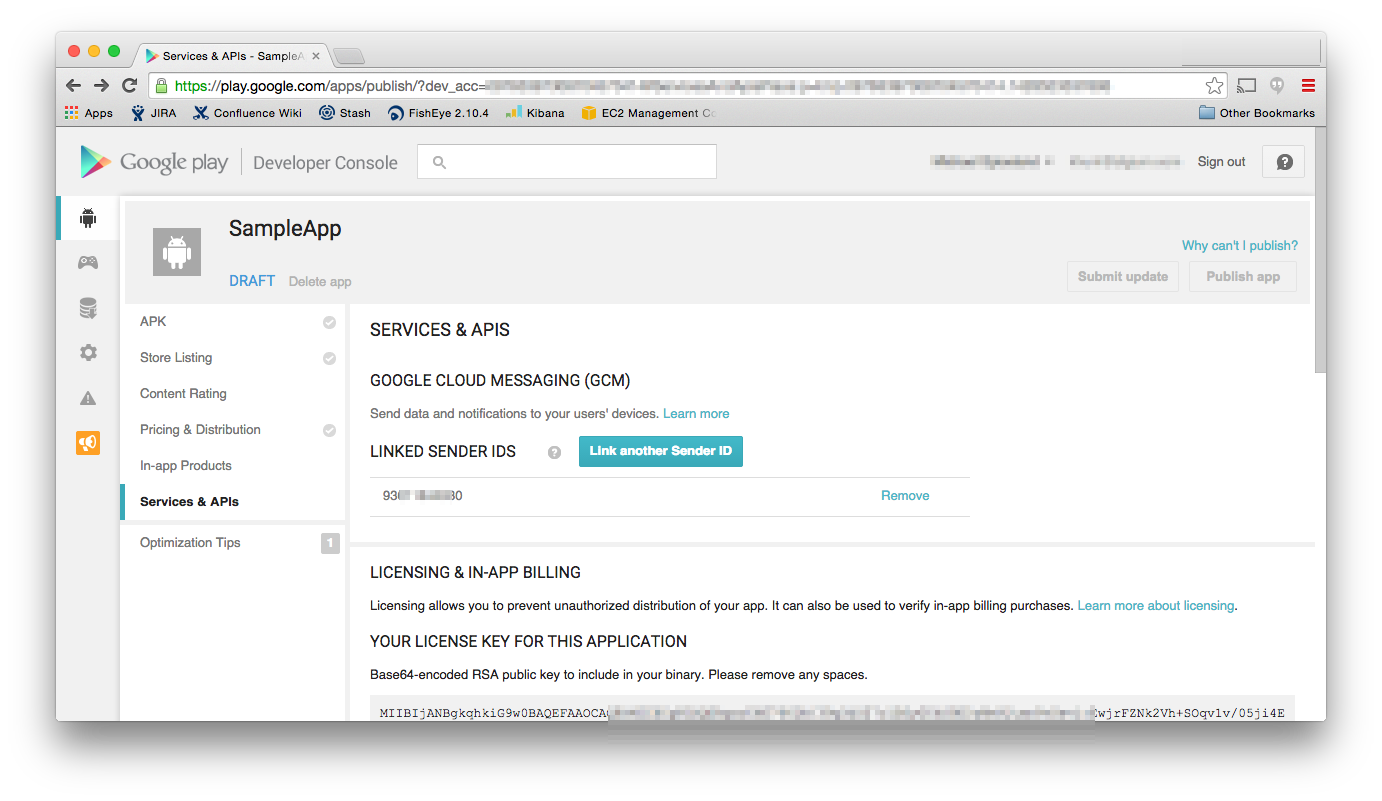 Services & APIs - SampleA
https://play.google.com/apps/publish/?dev_acc=
Apps JIRA Confluence Wiki Stash FishEye 2.10.4 Kibana EC2 Management Co Other Bookmarks
Google play Developer Console Sign out ?
SampleApp
Why can't I publish?
DRAFT Delete app Submit update Publish app
APK
Store Listing
Content Rating
Pricing & Distribution
In-app Products
Services & APIs
Optimization Tips 1
SERVICES & APIS
GOOGLE CLOUD MESSAGING (GCM)
Send data and notifications to your users' devices. Learn more
LINKED SENDER IDS ? Link another Sender ID
Remove
LICENSING & IN-APP BILLING
Licensing allows you to prevent unauthorized distribution of your app. It can also be used to verify in-app billing purchases. Learn more about licensing.
YOUR LICENSE KEY FOR THIS APPLICATION
Base64-encoded RSA public key to include in your binary. Please remove any spaces.
MIIBIjANBgkqhkiG9w0BAQEFAAOCA EwjrFZNk2Vh+SOqv1v/05ji4E